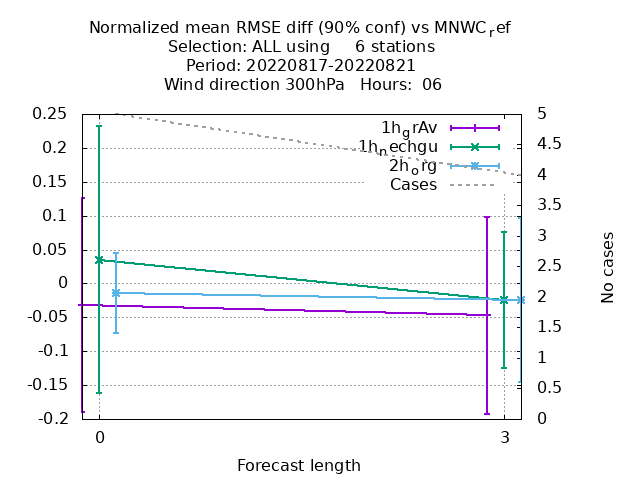 Normalized mean RMSE diff (90% conf) vs MNWC_ref
Selection: ALL using 6 stations
Period: 20220817-20220821
Wind direction 300hPa Hours: 06
0.25
0.2
0.15
0.1
0.05
0
-0.05
-0.1
-0.15
-0.2
5
4.5
4
3.5
3
2.5
2
1.5
1
0.5
0
1h_grAv
1h_nechgu
2h_org
Cases
No cases
0
3
Forecast length